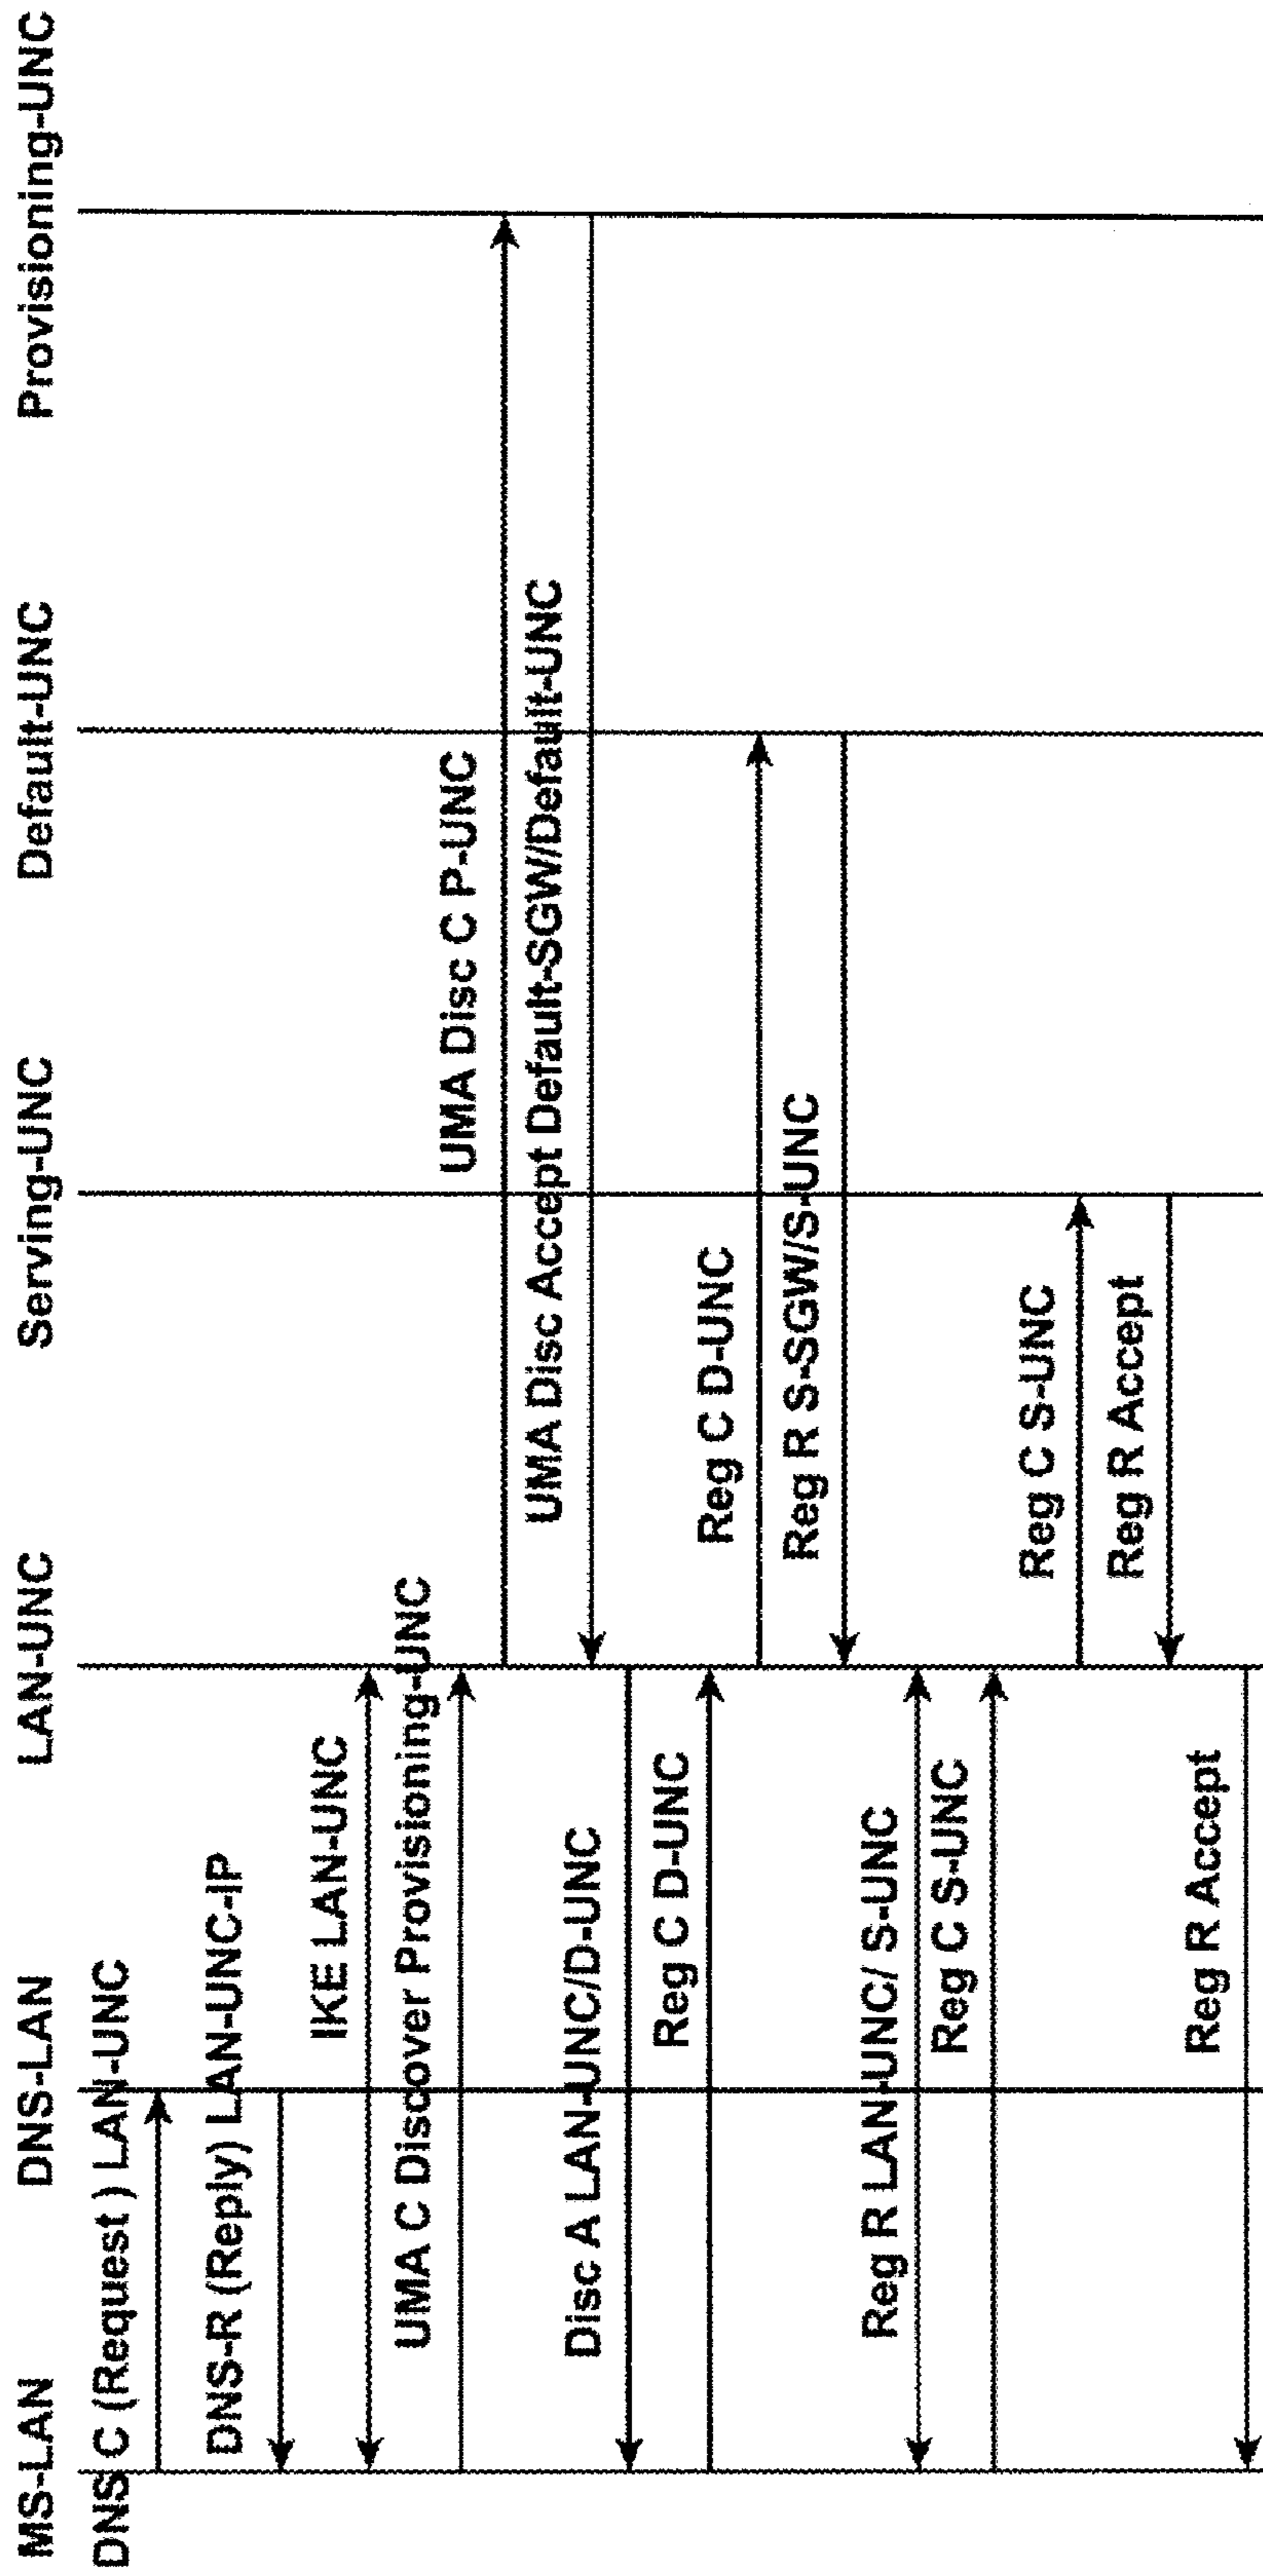 MS-LAN
DNS-LAN
LAN-UNC
Serving-UNC
Default-UNC
Provisioning-UNC
DNS C (Request ) LAN-UNC
DNS-R (Reply) LAN-UNC-IP
IKE LAN-UNC
UMA C Discover Provisioning-UNC
UMA Disc C P-UNC
UMA Disc Accept Default-SGW/Default-UNC
Disc A LAN-UNC/D-UNC
Reg C D-UNC
Reg C D-UNC
Reg R S-SGW/S-UNC
Reg R LAN-UNC/ S-UNC
Reg C S-UNC
Reg C S-UNC
Reg R Accept
Reg R Accept